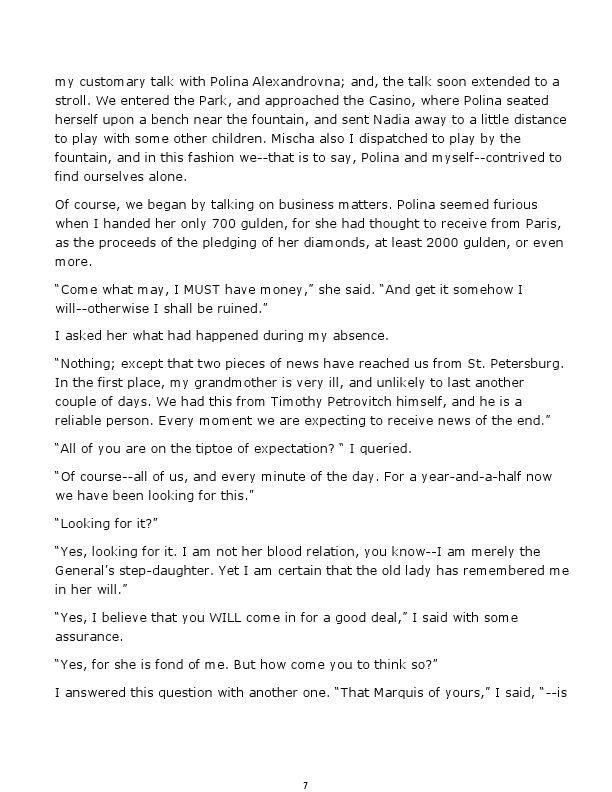 my customary talk with Polina Alexandrovna; and, the talk soon extended to a
stroll. We entered the Park, and approached the Casino, where Polina seated
herself upon a bench near the fountain, and sent Nadia away to a little distance
to play with some other children. Mischa also I dispatched to play by the
fountain, and in this fashion we--that is to say, Polina and myself--contrived to
find ourselves alone.
Of course, we began by talking on business matters. Polina seemed furious
when I handed her only 700 gulden, for she had thought to receive from Paris,
as the proceeds of the pledging of her diamonds, at least 2000 gulden, or even
more.
“Come what may, I MUST have money,” she said. “And get it somehow I
will--otherwise I shall be ruined.”
I asked her what had happened during my absence.
“Nothing; except that two pieces of news have reached us from St. Petersburg.
In the first place, my grandmother is very ill, and unlikely to last another
couple of days. We had this from Timothy Petrovitch himself, and he is a
reliable person. Every moment we are expecting to receive news of the end.”
“All of you are on the tiptoe of expectation? “ I queried.
“Of course--all of us, and every minute of the day. For a year-and-a-half now
we have been looking for this.”
“Looking for it?”
“Yes, looking for it. I am not her blood relation, you know--I am merely the
General’s step-daughter. Yet I am certain that the old lady has remembered me
in her will.”
“Yes, I believe that you WILL come in for a good deal,” I said with some
assurance.
“Yes, for she is fond of me. But how come you to think so?”
I answered this question with another one. “That Marquis of yours,” I said, “--is
7